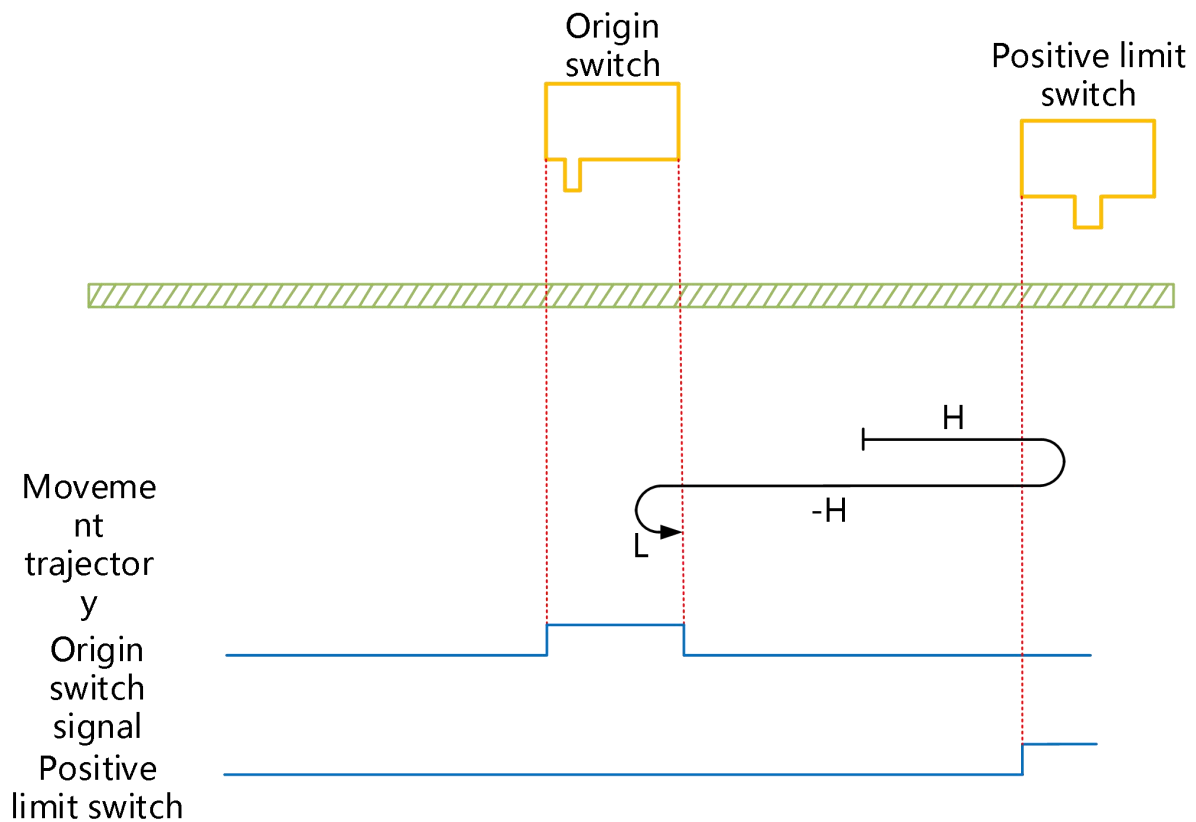 Origin
switch
Positive limit
switch
H
-H
L
Moveme
nt
trajector
y
Origin
switch
signal
Positive
limit switch